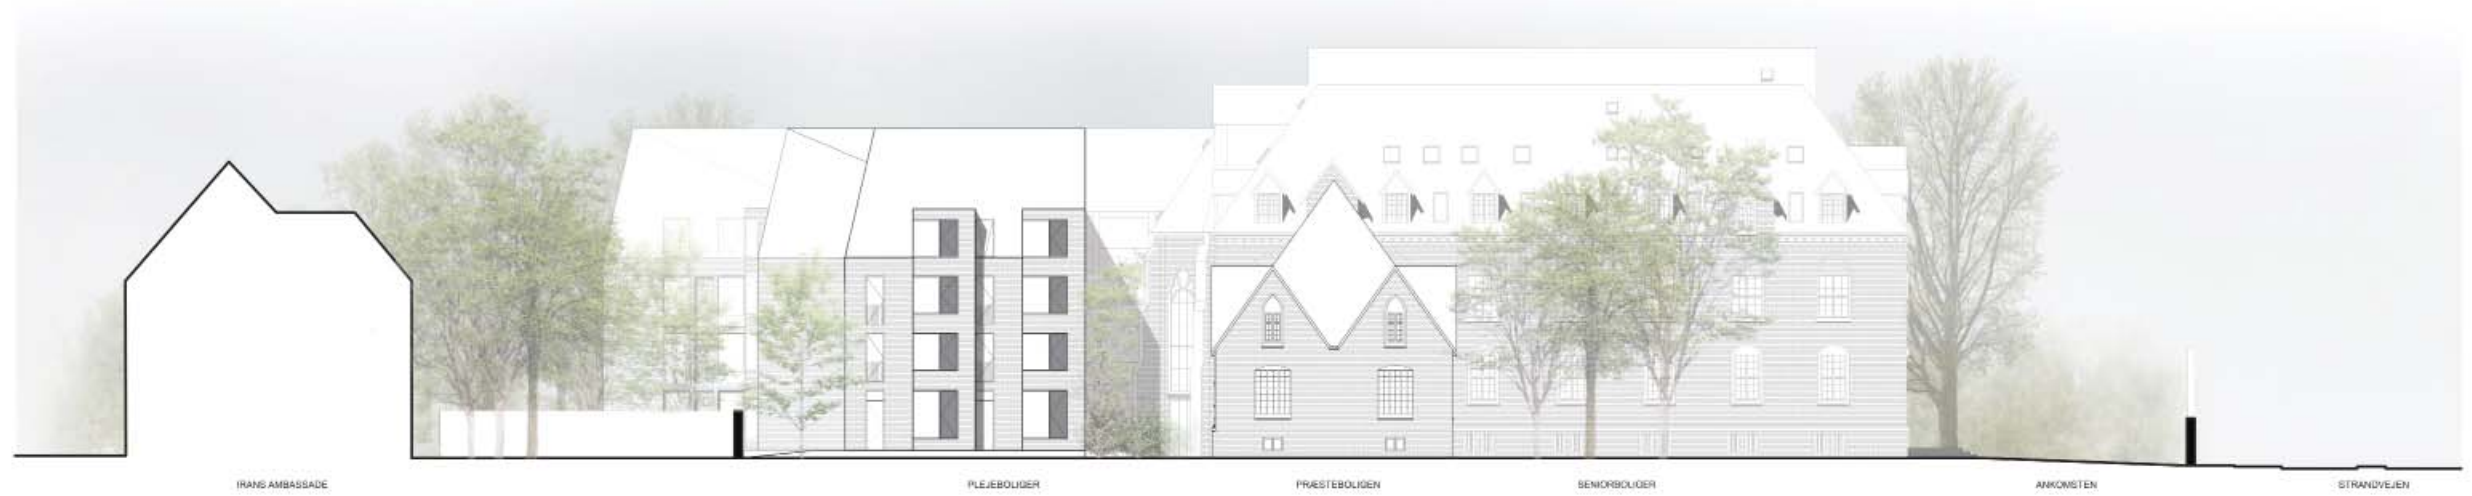 IRANS AMBASSADE
PLEJEBOLIGER
PRÆSTEBOLIGEN
SENIORBOLIGER
ANKOMSTEN
STRANDVEJEN